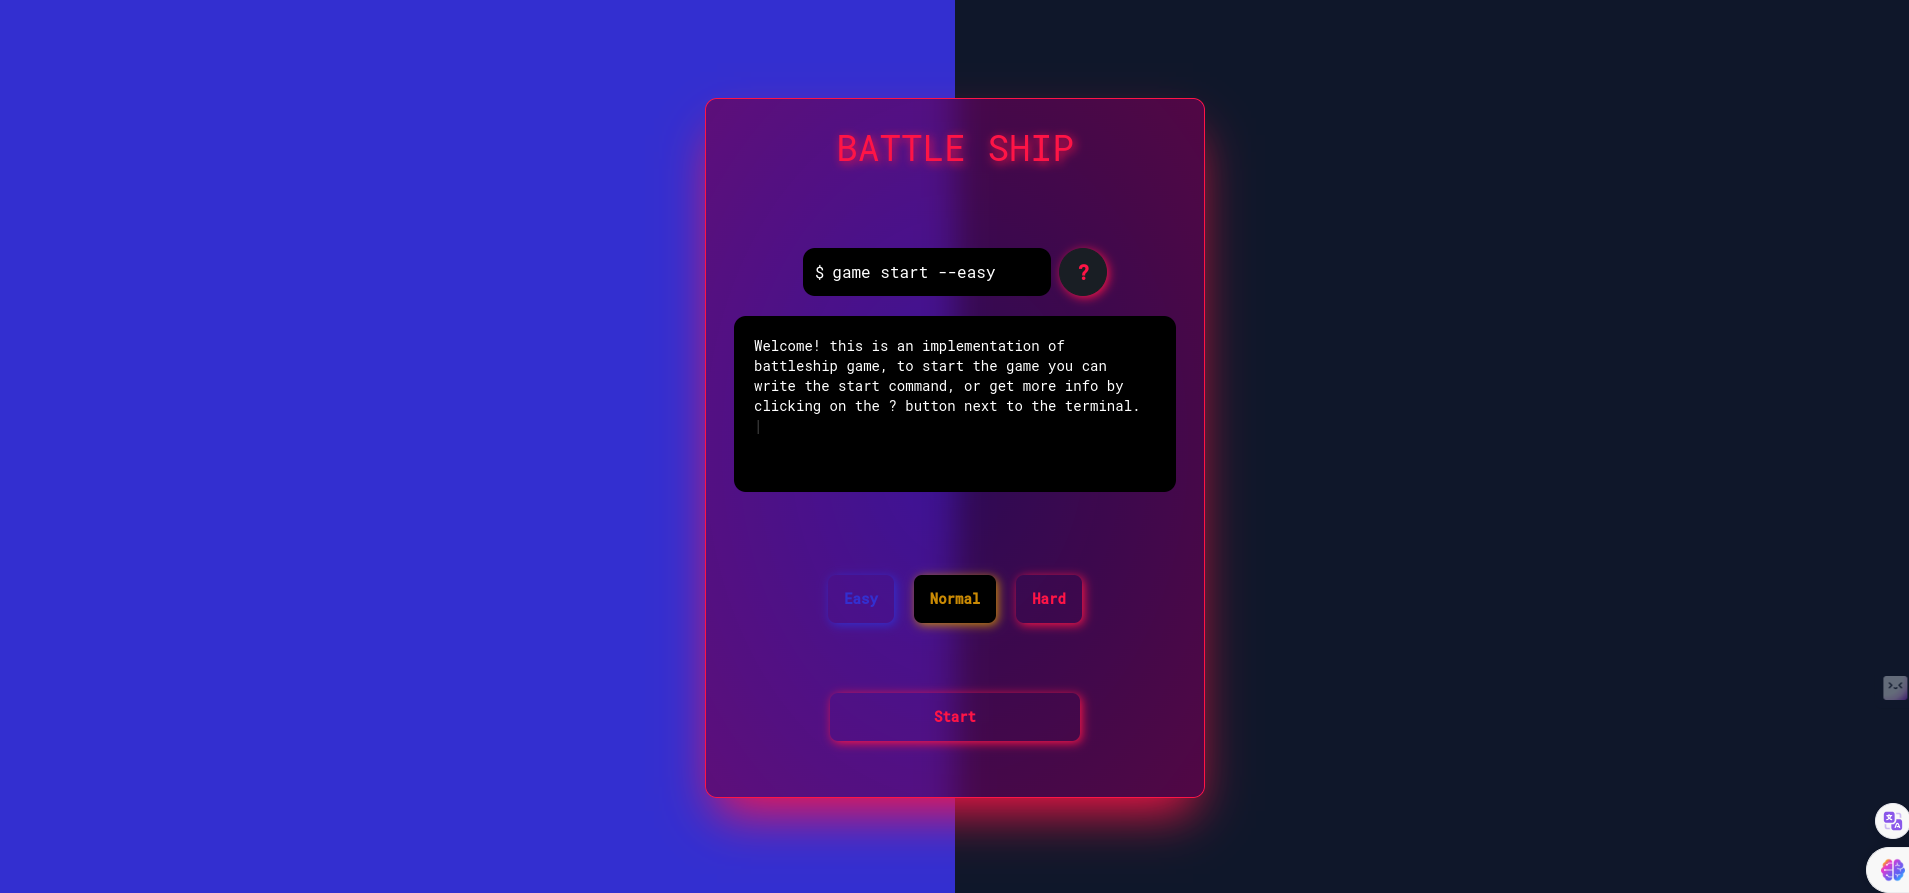 BATTLE SHIP
$ game start --easy
?
Welcome! this is an implementation of
battleship game, to start the game you can
write the start command, or get more info by
clicking on the ? button next to the terminal.
Easy Normal Hard
Start